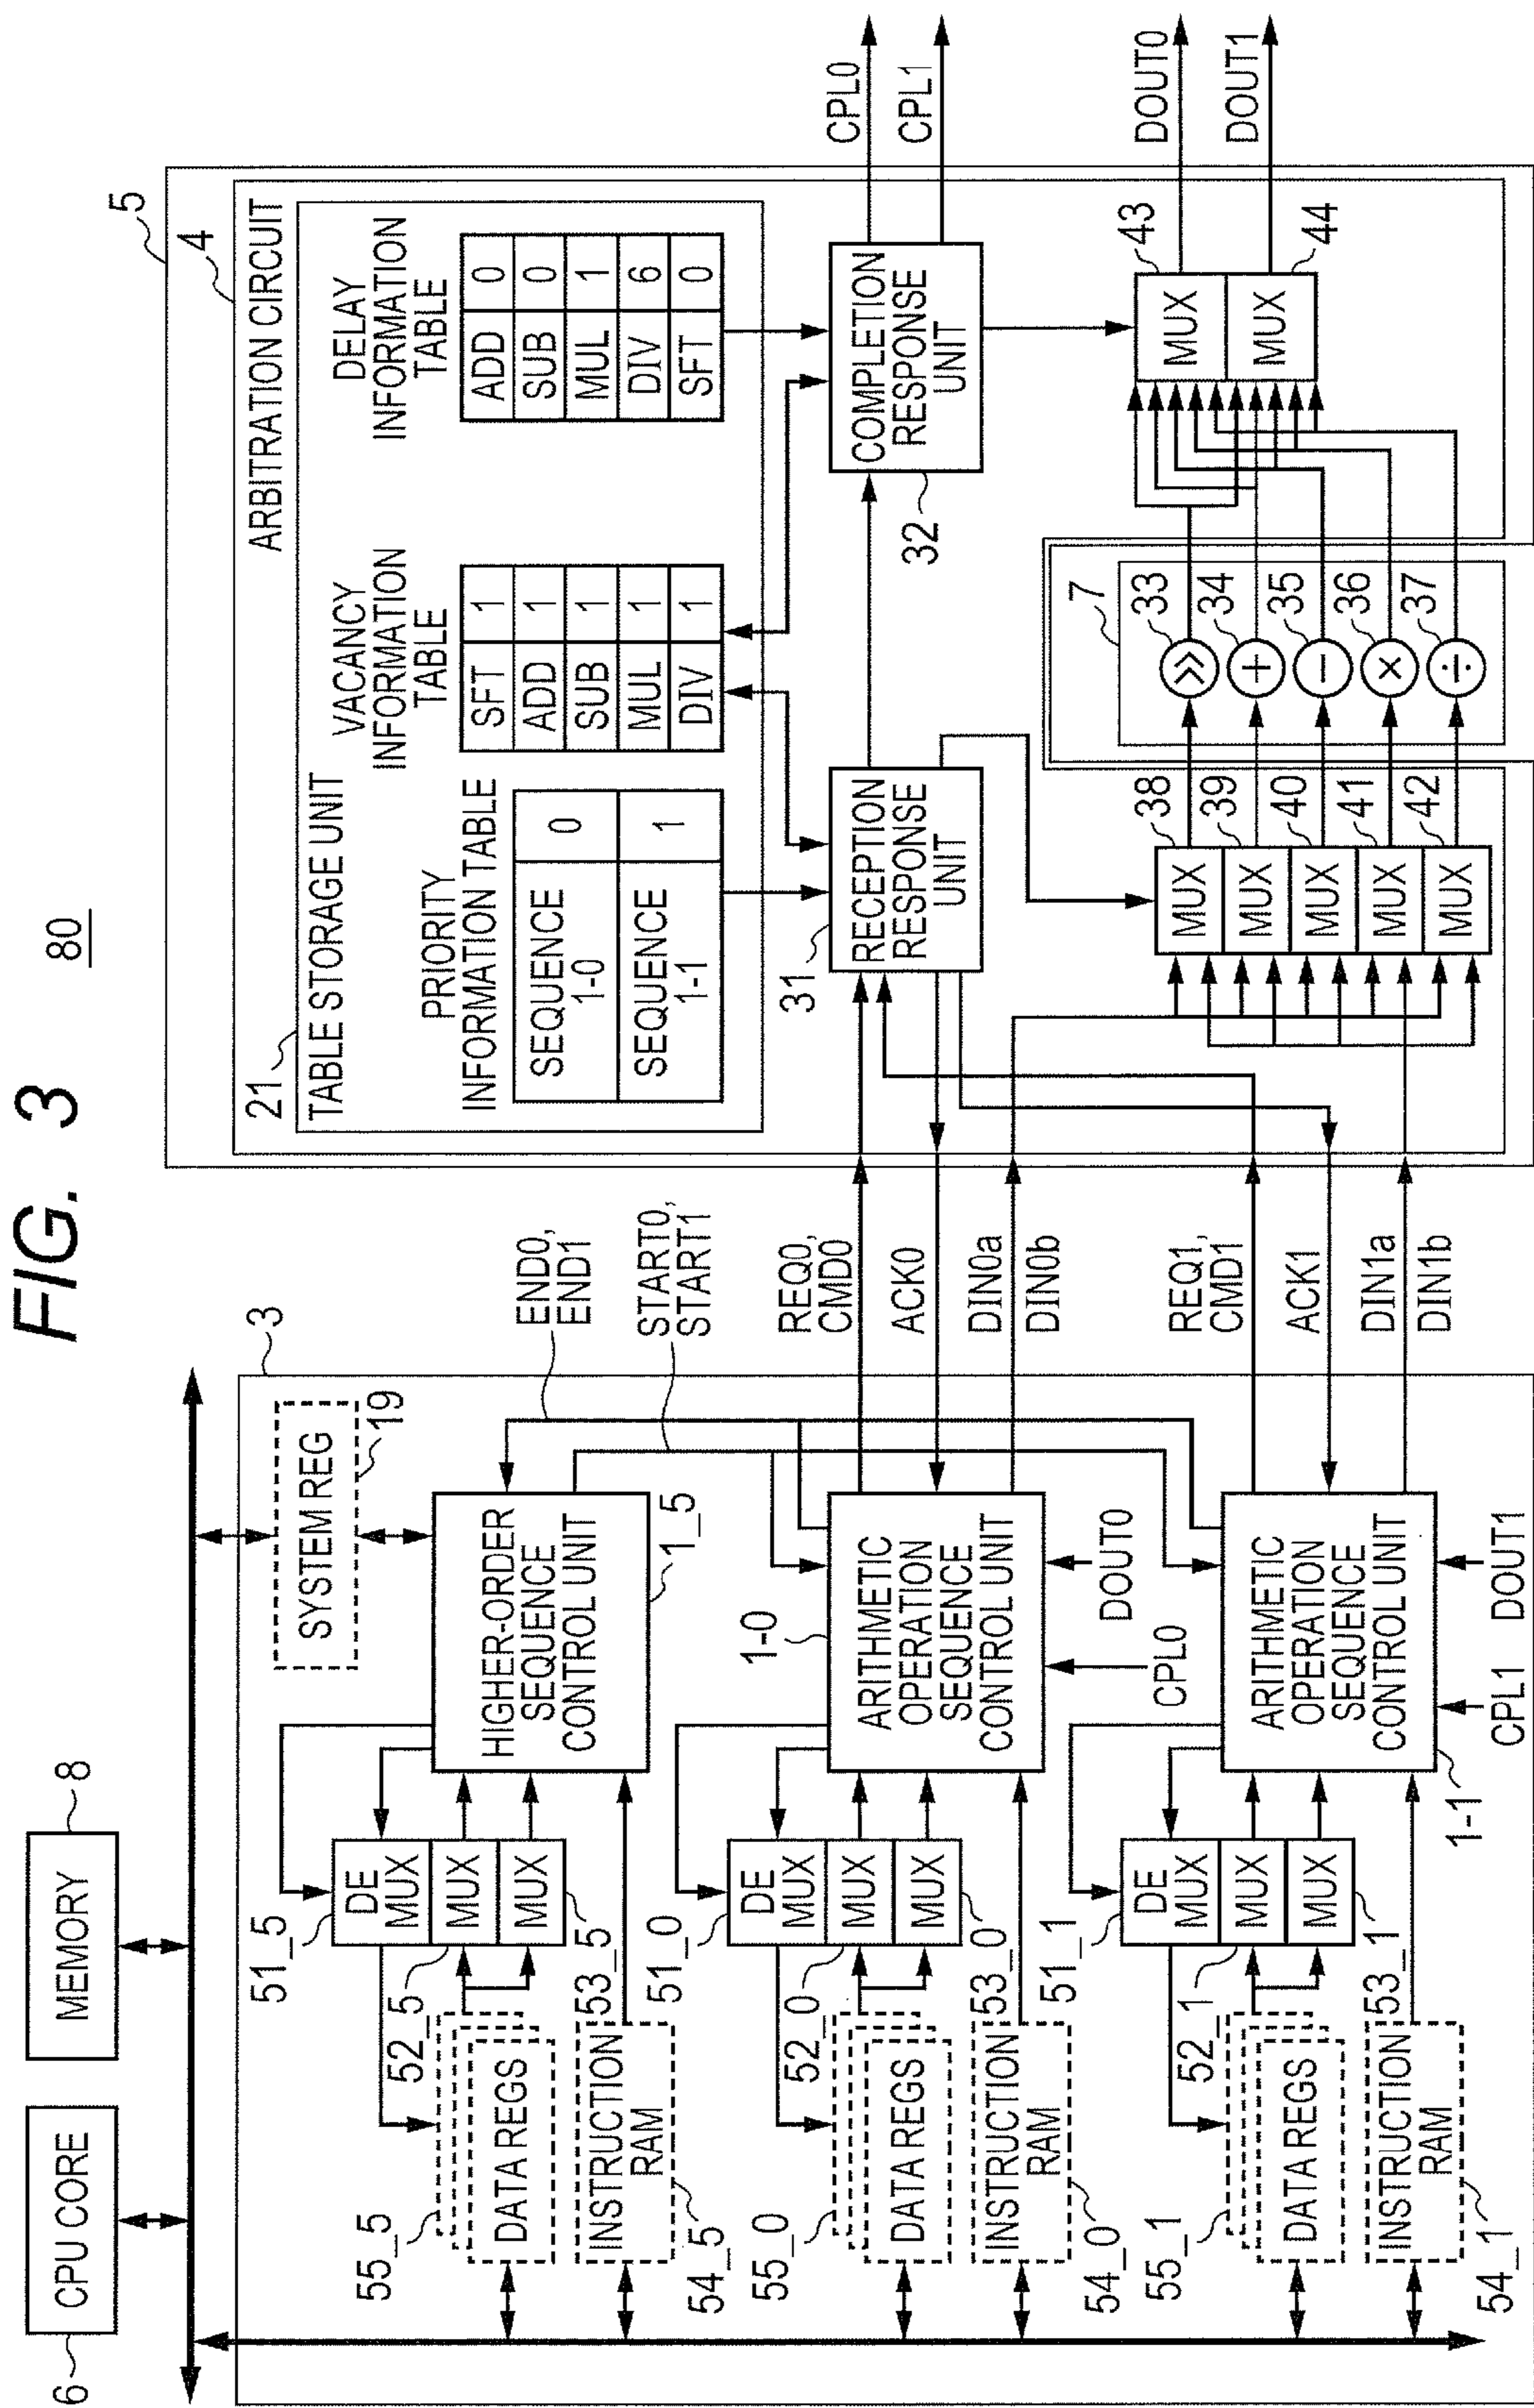 FIG. 3
80
6
CPU CORE
MEMORY
8
3
SYSTEM REG
19
51_5
DE
MUX
MUX
MUX
52_5
53_5
HIGHER-ORDER
SEQUENCE
CONTROL UNIT
1_5
55_5
DATA REGS
INSTRUCTION
RAM
54_5
END0,
END1
START0,
START1
51_0
DE
MUX
MUX
MUX
52_0
53_0
1-0
ARITHMETIC
OPERATION
SEQUENCE
CONTROL UNIT
55_0
DATA REGS
INSTRUCTION
RAM
54_0
CPL0
DOUT0
REQ0,
CMD0
ACK0
DIN0a
DIN0b
51_1
DE
MUX
MUX
MUX
52_1
53_1
ARITHMETIC
OPERATION
SEQUENCE
CONTROL UNIT
1-1
55_1
DATA REGS
INSTRUCTION
RAM
54_1
CPL1
DOUT1
REQ1,
CMD1
ACK1
DIN1a
DIN1b
5
4
ARBITRATION CIRCUIT
21
TABLE STORAGE UNIT
PRIORITY
INFORMATION TABLE
SEQUENCE
1-0
0
SEQUENCE
1-1
1
VACANCY
INFORMATION
TABLE
SFT 1
ADD 1
SUB 1
MUL 1
DIV 1
DELAY
INFORMATION
TABLE
ADD 0
SUB 0
MUL 1
DIV 6
SFT 0
31
RECEPTION
RESPONSE
UNIT
32
COMPLETION
RESPONSE
UNIT
CPL0
CPL1
MUX
38
MUX
39
MUX
40
MUX
41
MUX
42
7
>>
33
+
34
−
35
×
36
÷
37
MUX
43
MUX
44
DOUT0
DOUT1